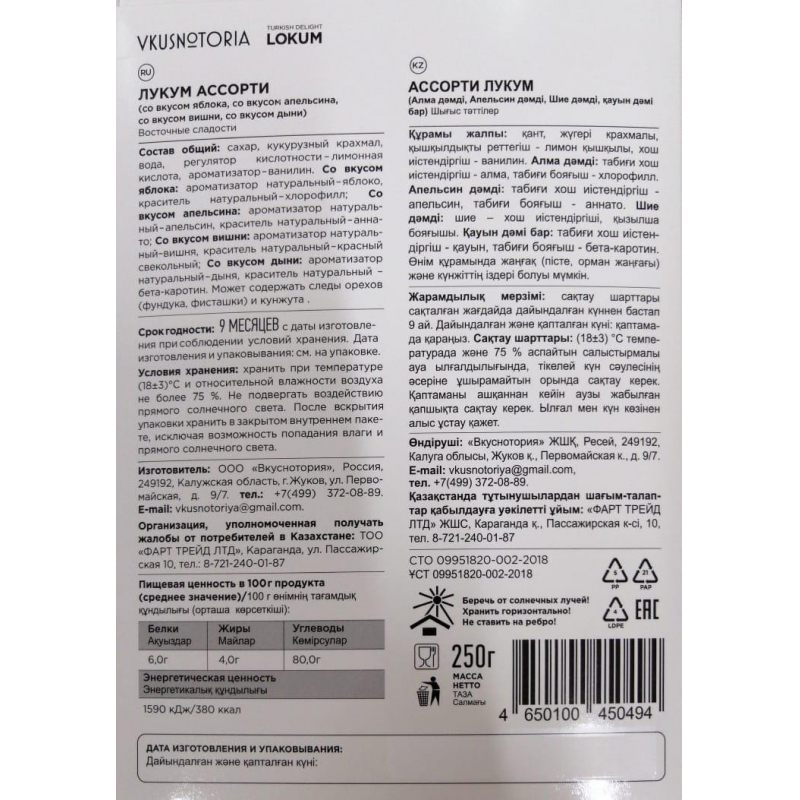 VKUSNOTORIA
TURKISH DELIGHT
LOKUM
RU
ЛУКУМ АССОРТИ
(со вкусом яблока, со вкусом апельсина,
со вкусом вишни, со вкусом дыни)
Восточные сладости
Состав общий: сахар, кукурузный крахмал,
вода, регулятор кислотности-лимонная
кислота, ароматизатор-ванилин. Со вкусом
яблока: ароматизатор натуральный-яблоко,
краситель натуральный-хлорофилл; Со
вкусом апельсина: ароматизатор натураль-
ный-апельсин, краситель натуральный-анна-
то; Со вкусом вишни: ароматизатор натураль-
ный-вишня, краситель натуральный-красный
свекольный; Со вкусом дыни: ароматизатор
натуральный-дыня, краситель натуральный –
бета-каротин. Может содержать следы орехов
(фундука, фисташки) и кунжута .
Срок годности: 9 МЕСЯЦЕВ с даты изготовле-
ния при соблюдении условий хранения. Дата
изготовления и упаковывания: см. на упаковке.
Условия хранения: хранить при температуре
(18±3)°С и относительной влажности воздуха
не более 75 %. Не подвергать воздействию
прямого солнечного света. После вскрытия
упаковки хранить в закрытом внутреннем паке-
те, исключая возможность попадания влаги и
прямого солнечного света.
Изготовитель: ООО «Вкуснотория», Россия,
249192, Калужская область, г.Жуков, ул. Перво-
майская, д. 9/7. тел.: +7(499) 372-08-89.
E-mail: vkusnotoriya@gmail.com.
Организация, уполномоченная получать
жалобы от потребителей в Казахстане: ТОО
«ФАРТ ТРЕЙД ЛТД», Караганда, ул. Пассажир-
ская 10, тел.: 8-721-240-01-87
Пищевая ценность в 100г продукта
(среднее значение)/100 г өнімнің тағамдық
құндылығы (орташа көрсеткіші):
Белки Жиры Углеводы
Ақуыздар Майлар Көмірсулар
6,0г 4,0г 80,0г
Энергетическая ценность
Энергетикалық құндылығы
1590 кДж/380 ккал
KZ
АССОРТИ ЛУКУМ
(Алма дәмді, Апельсин дәмді, Шие дәмді, қауын дәмі
бар) Шығыс тәттілер
Құрамы жалпы: қант, жүгері крахмалы,
қышқылдықты реттегіш - лимон қышқылы, хош
иістендіргіш - ванилин. Алма дәмді: табиғи хош
иістендіргіш - алма, табиғи бояғыш - хлорофилл.
Апельсин дәмді: табиғи хош иістендіргіш -
апельсин, табиғи бояғыш - аннато. Шие
дәмді: шие – хош иістендіргіші, қызылша
бояғышы. Қауын дәмі бар: табиғи хош иістен-
діргіш - қауын, табиғи бояғыш - бета-каротин.
Өнім құрамында жаңғақ (пісте, орман жаңғағы)
және күнжіттің іздері болуы мүмкін.
Жарамдылық мерзімі: сақтау шарттары
сақталған жағдайда дайындалған күннен бастап
9 ай. Дайындалған және қапталған күні: қаптама-
да қараңыз. Сақтау шарттары: (18±3) °С темпе-
ратурада және 75 % аспайтын салыстырмалы
ауа ылғалдылығында, тікелей күн сәулесінің
әсеріне ұшырамайтын орында сақтау керек.
Қаптаманы ашқаннан кейін аузы жабылған
қапшықта сақтау керек. Ылғал мен күн көзінен
алыс ұстау қажет.
Өндіруші: «Вкуснотория» ЖШҚ, Ресей, 249192,
Калуга облысы, Жуков қ., Первомайская к., д. 9/7.
E-mail: vkusnotoriya@gmail.com,
тел. +7(499) 372-08-89.
Қазақстанда тұтынушылардан шағым-талап-
тар қабылдауға уәкілетті ұйым: «ФАРТ ТРЕЙД
ЛТД» ЖШС, Караганда қ., Пассажирская к-сі, 10,
тел. 8-721-240-01-87
СТО 09951820-002-2018
ҰСТ 09951820-002-2018
5
PP
21
PAP
4
LDPE
EAC
Беречь от солнечных лучей!
Хранить горизонтально!
Не ставить на ребро!
250г
МАССА
НЕТТО
ТАЗА
Салмағы
4 650100 450494
ДАТА ИЗГОТОВЛЕНИЯ И УПАКОВЫВАНИЯ:
Дайындалған және қапталған күні: